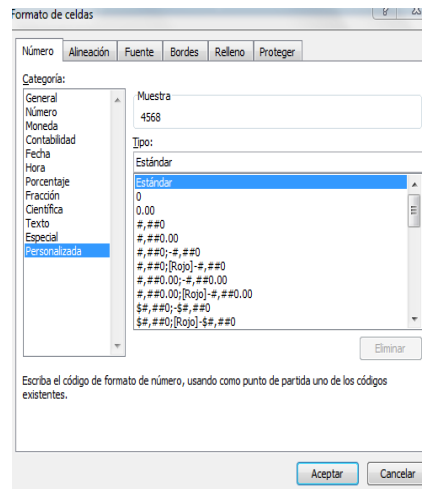 Formato de celdas
Número Alineación Fuente Bordes Relleno Proteger
Categoría:
General
Número
Moneda
Contabilidad
Fecha
Hora
Porcentaje
Fracción
Científica
Texto
Especial
Personalizada
Muestra
4568
Tipo:
Estándar
Estándar
0
0.00
#,##0
#,##0.00
#,##0;-#,##0
#,##0;[Rojo]-#,##0
#,##0.00;-#,##0.00
#,##0.00;[Rojo]-#,##0.00
$#,##0;-$#,##0
$#,##0;[Rojo]-$#,##0
Eliminar
Escriba el código de formato de número, usando como punto de partida uno de los códigos
existentes.
Aceptar Cancelar